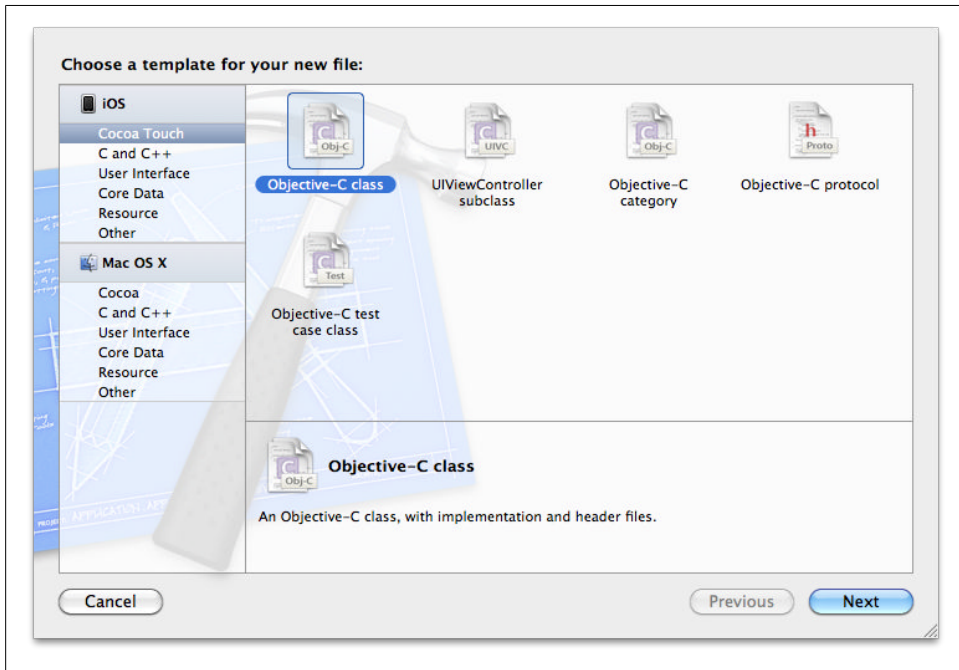 Choose a template for your new file:
iOS
Cocoa Touch
C and C++
User Interface
Core Data
Resource
Other
Mac OS X
Cocoa
C and C++
User Interface
Core Data
Resource
Other
Obj-C
Objective-C class
UIVC
UIViewController
subclass
Obj-C
Objective-C
category
h
Proto
Objective-C protocol
Test
Objective-C test
case class
Obj-C
Objective-C class
An Objective-C class, with implementation and header files.
Cancel
Previous
Next